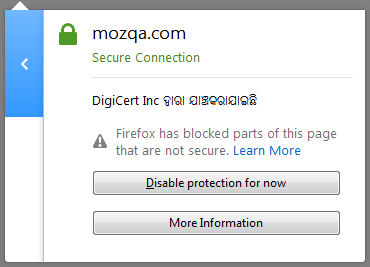 mozqa.com
Secure Connection
DigiCert Inc ଦ୍ୱାରା ଯାଞ୍ଚକରାଯାଇଛି
Firefox has blocked parts of this page
that are not secure. Learn More
Disable protection for now
More Information